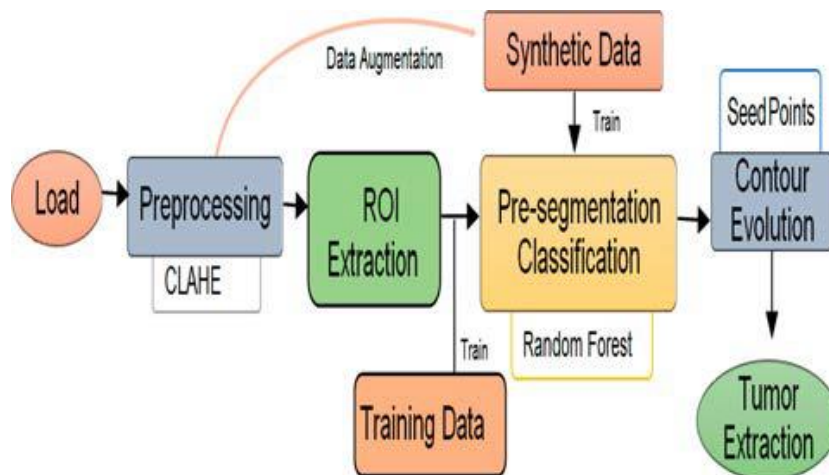 Synthetic Data
Data Augmentation
Seed Points
Train
Load
Preprocessing
CLAHE
ROI
Extraction
Pre-segmentation
Classification
Random Forest
Contour
Evolution
Train
Training Data
Tumor
Extraction